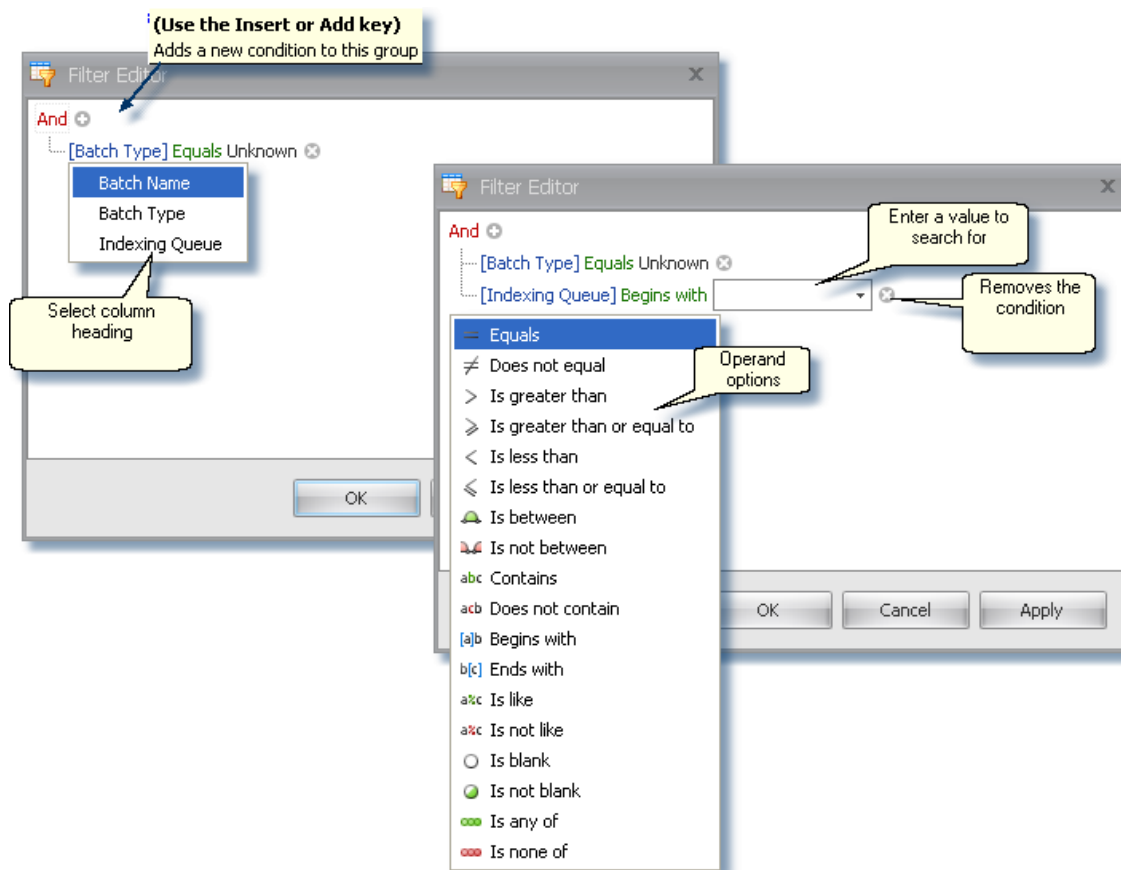 (Use the Insert or Add key)
Adds a new condition to this group
Filter Editor
And
[Batch Type] Equals Unknown
Batch Name
Batch Type
Indexing Queue
Select column
heading
OK
Filter Editor
And
[Batch Type] Equals Unknown
[Indexing Queue] Begins with
Enter a value to
search for
Removes the
condition
Equals
Does not equal
Is greater than
Is greater than or equal to
Is less than
Is less than or equal to
Is between
Is not between
abc Contains
acb Does not contain
[a]b Begins with
b[c] Ends with
a%c Is like
a%c Is not like
Is blank
Is not blank
Is any of
Is none of
Operand
options
OK
Cancel
Apply